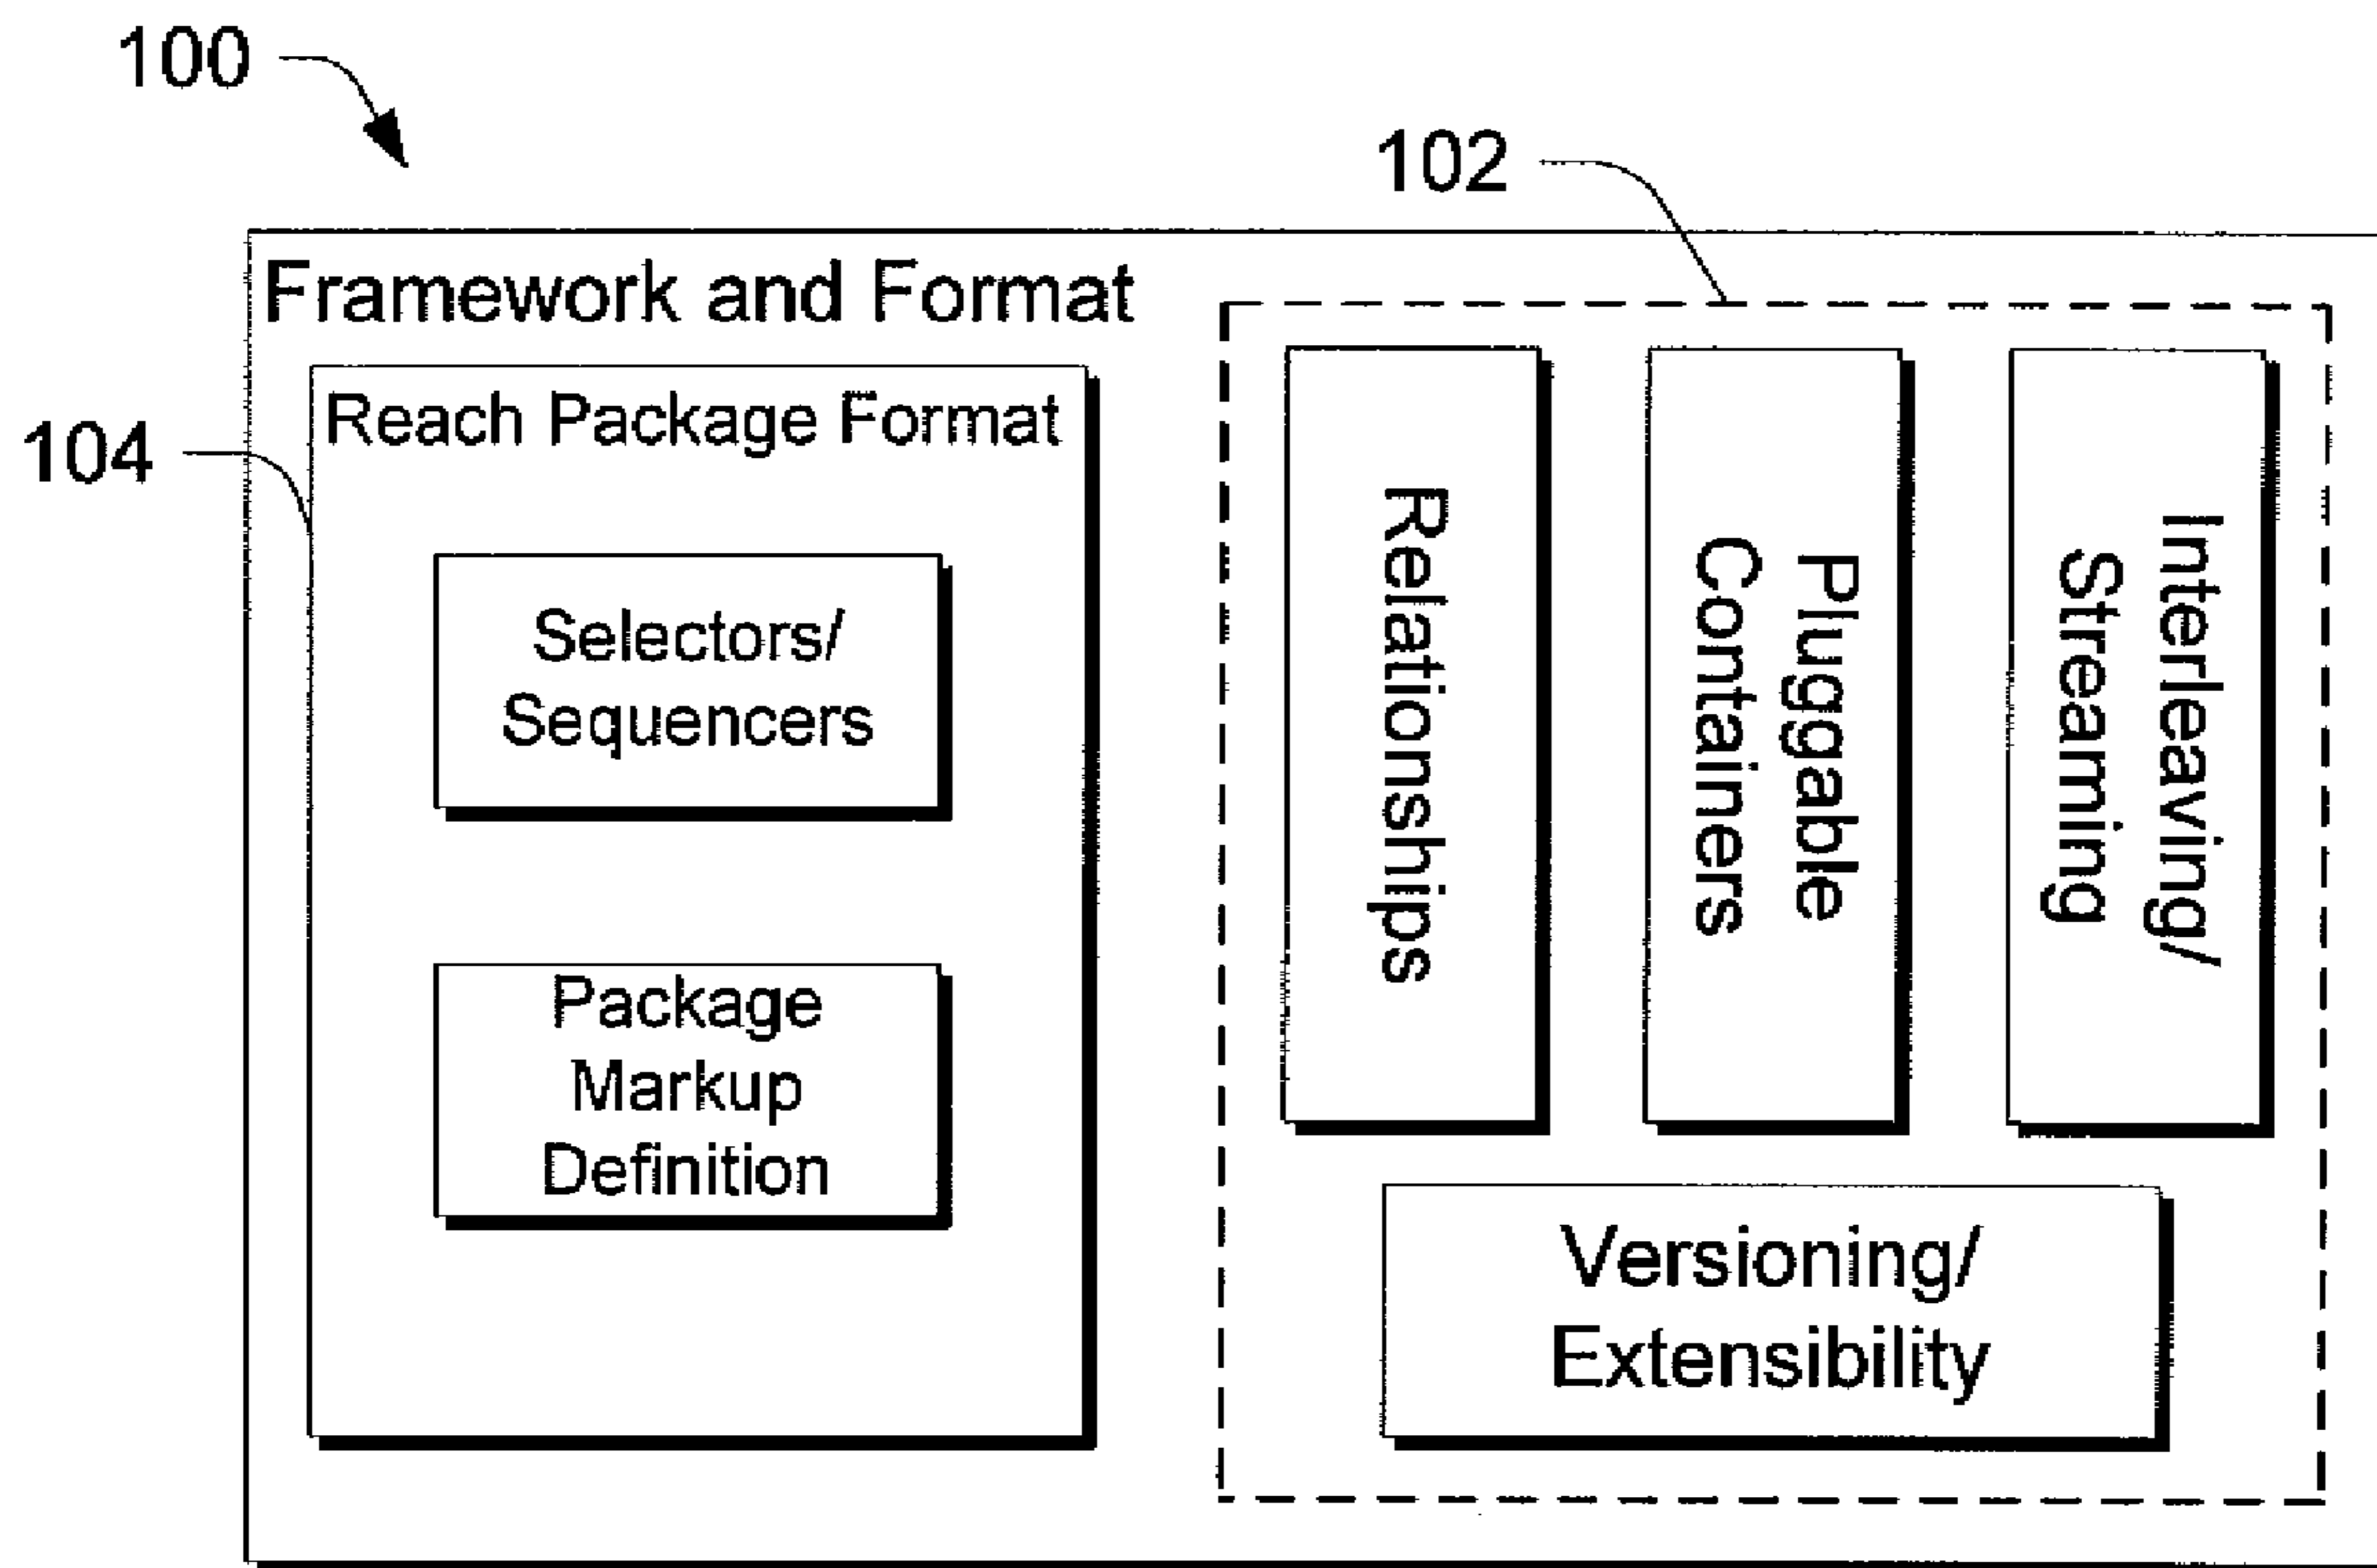 100
102
Framework and Format
104
Reach Package Format
Selectors/
Sequencers
Package
Markup
Definition
Relationships
Pluggable
Containers
Interleaving/
Streaming
Versioning/
Extensibility